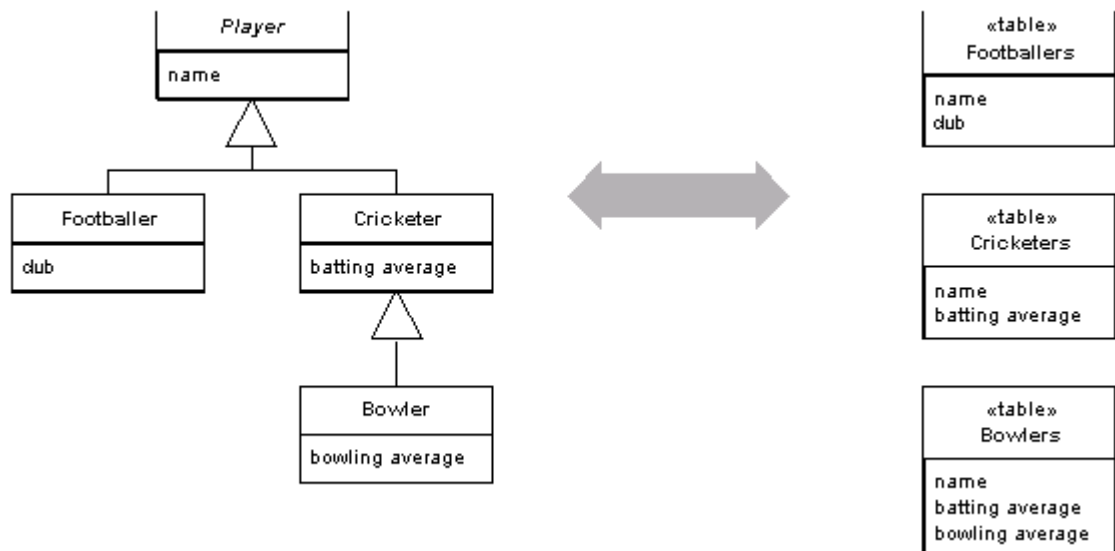 Player
name
Footballer
club
Cricketer
batting average
Bowler
bowling average
«table»
Footballers
name
club
«table»
Cricketers
name
batting average
«table»
Bowlers
name
batting average
bowling average